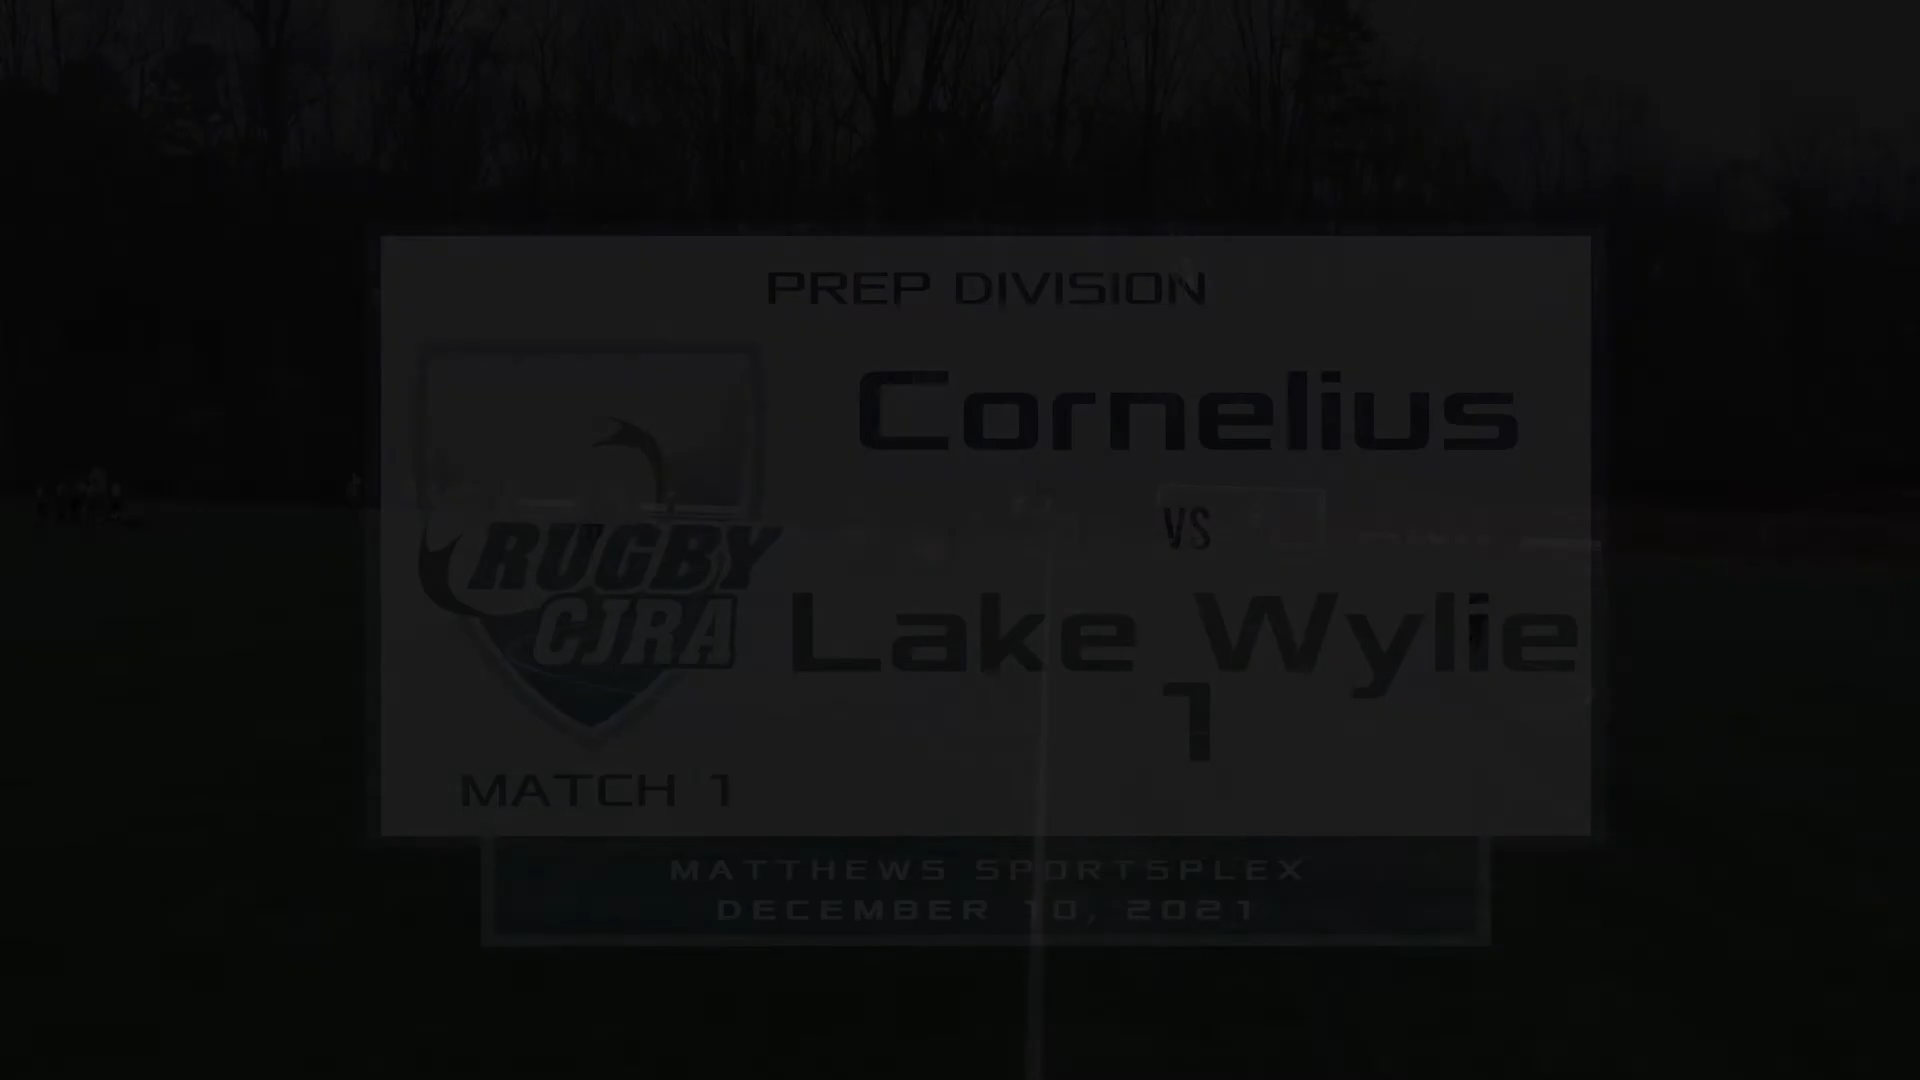 PREP DIVISION
Cornelius
VS
Lake Wylie
1
RUGBY
CJRA
MATCH 1
MATTHEWS SPORTSPLEX
DECEMBER 10, 2021